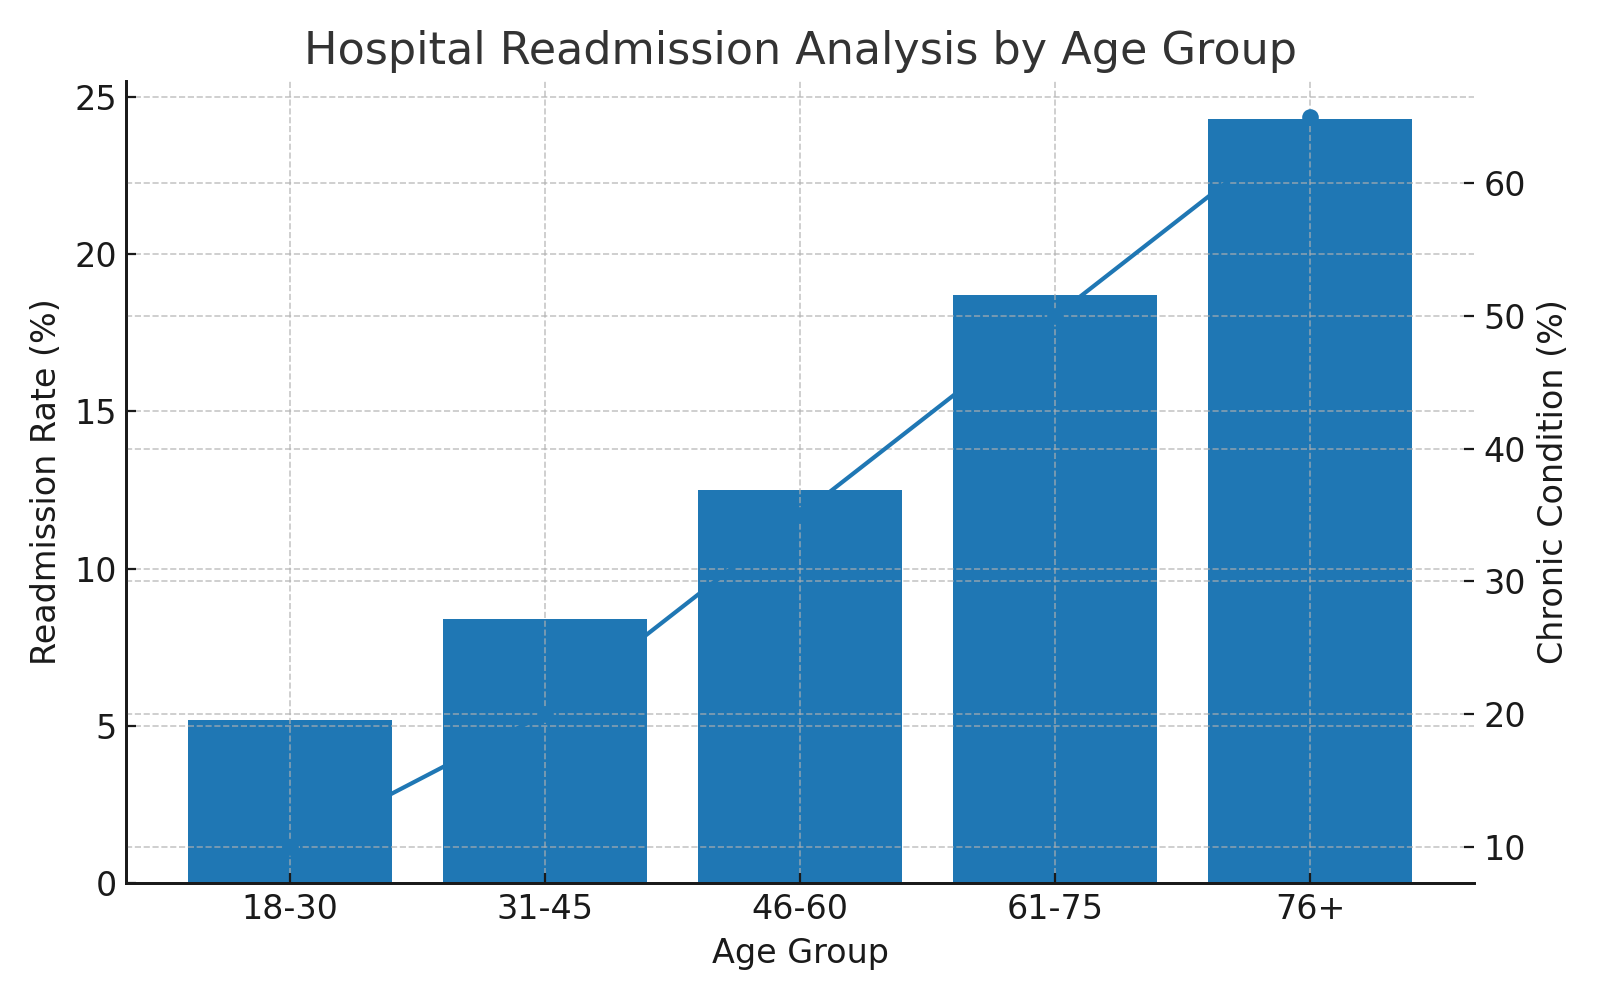 Hospital Readmission Analysis by Age Group
25
20
15
10
5
0
Readmission Rate (%)
60
50
40
30
20
10
Chronic Condition (%)
18-30 31-45 46-60 61-75 76+
Age Group